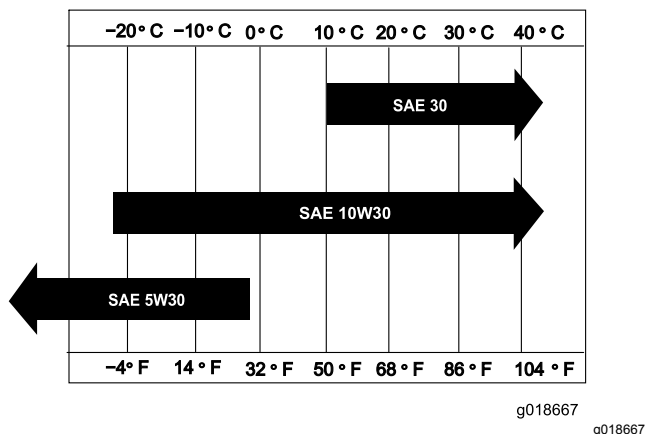 −20° C −10° C 0° C 10° C 20° C 30° C 40° C
SAE 30
SAE 10W30
SAE 5W30
−4° F 14° F 32° F 50° F 68° F 86° F 104 ° F
g018667
g018667